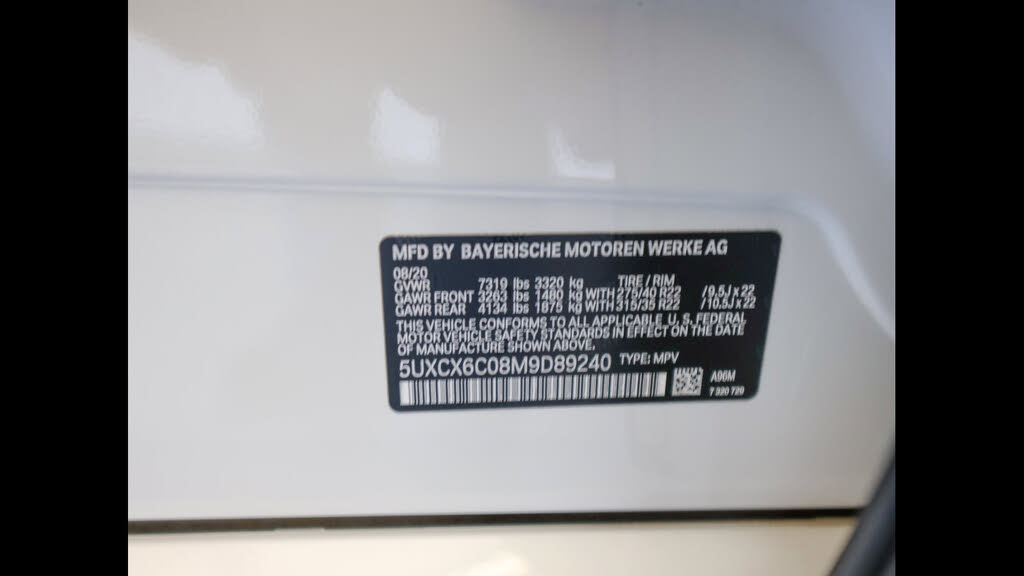 MFD BY BAYERISCHE MOTOREN WERKE AG
08/20
GVWR 7319 lbs 3320 kg TIRE / RIM
GAWR FRONT 3263 lbs 1480 kg WITH 275/40 R22 /9.5J x 22
GAWR REAR 4134 lbs 1875 kg WITH 315/35 R22 /10.5J x 22
THIS VEHICLE CONFORMS TO ALL APPLICABLE U. S. FEDERAL
MOTOR VEHICLE SAFETY STANDARDS IN EFFECT ON THE DATE
OF MANUFACTURE SHOWN ABOVE.
5UXCX6C08M9D89240 TYPE: MPV
A96M
7 320 720